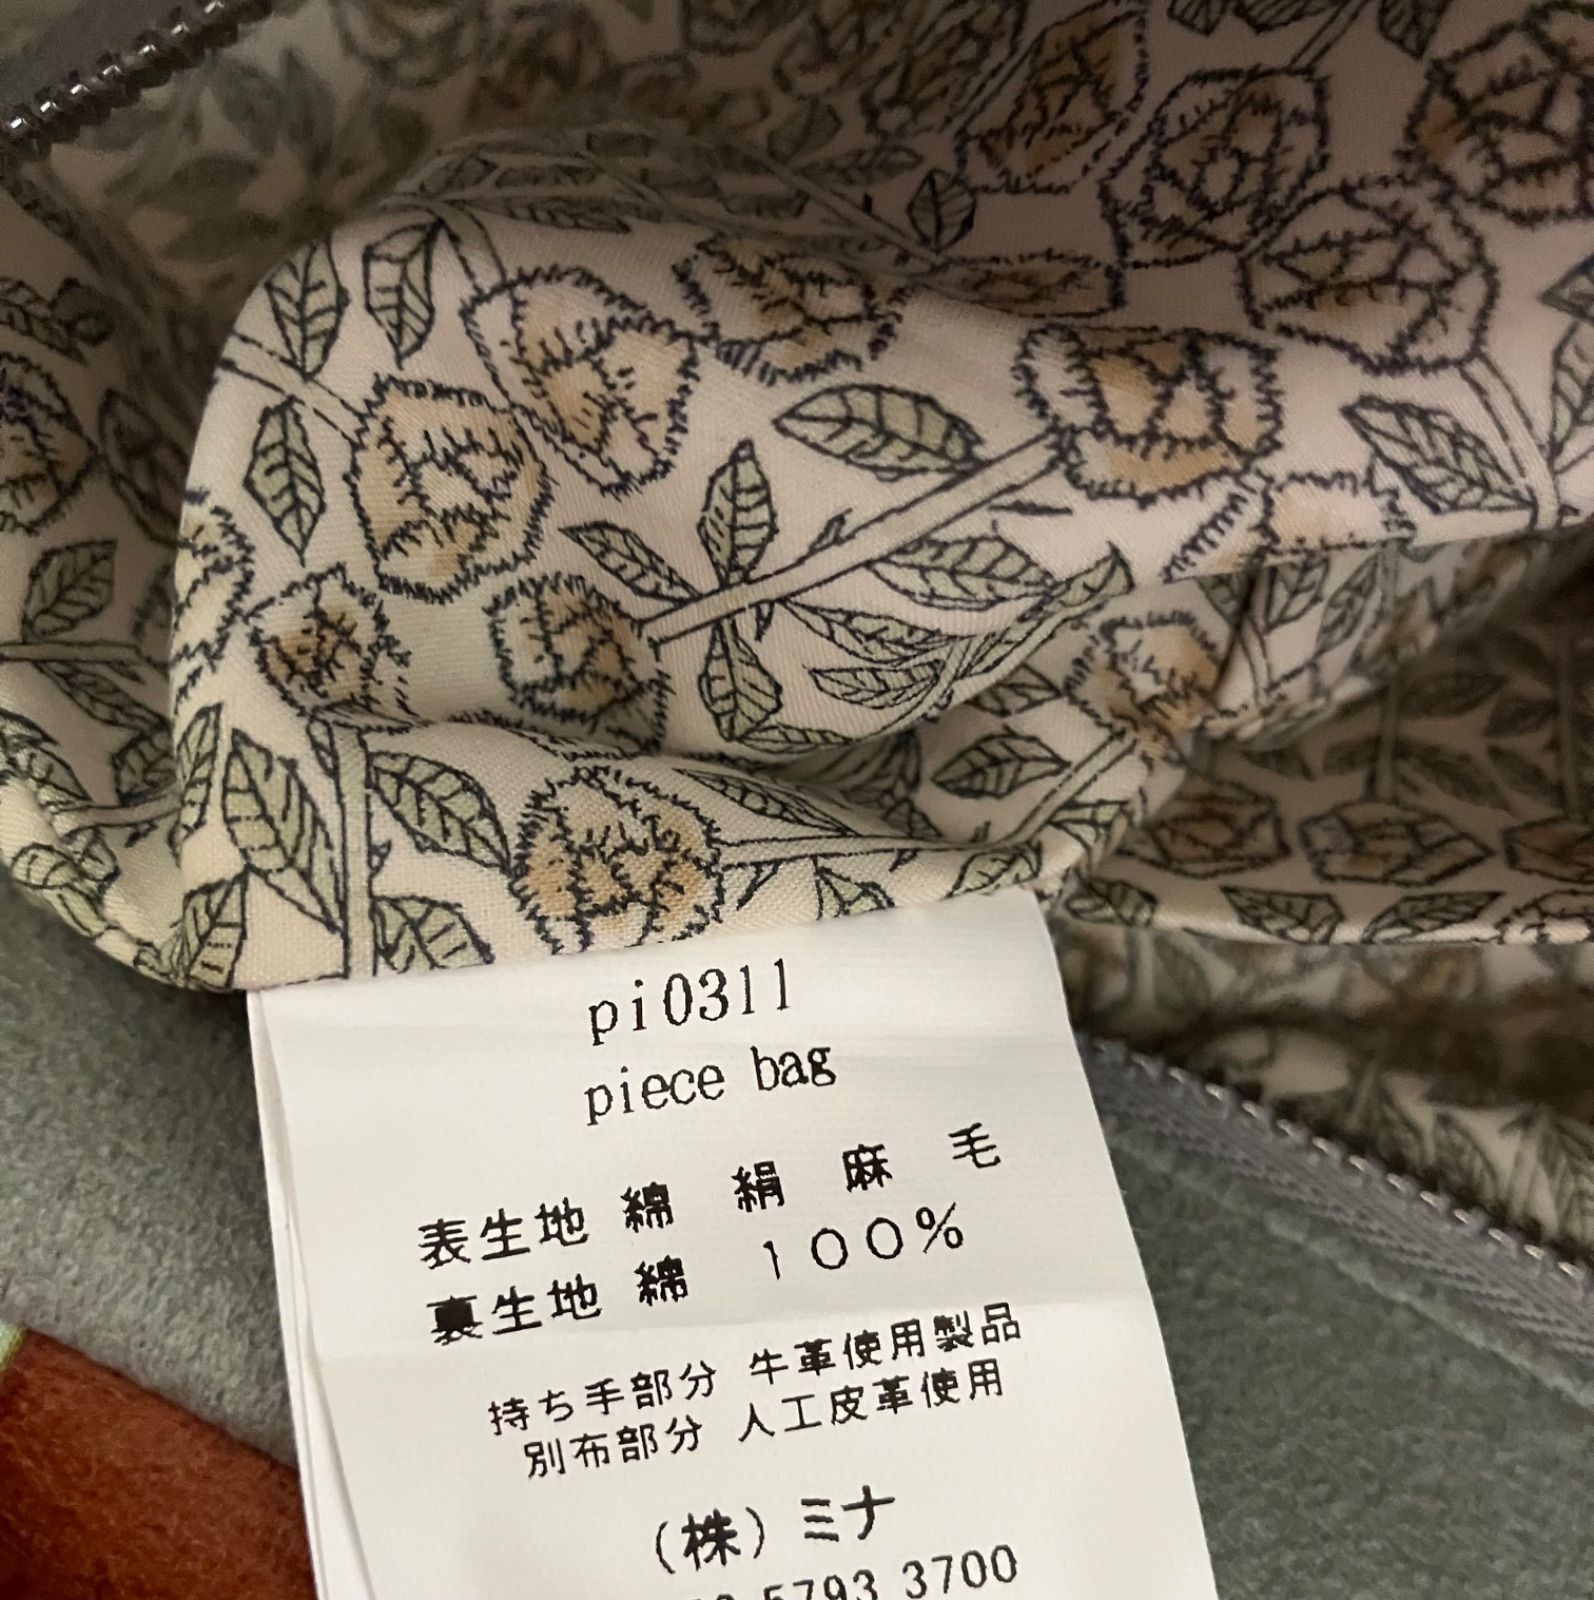 pi0311
piece bag
表生地 綿 絹 麻 毛
裏生地 綿 100%
持ち手部分 牛革使用製品
別布部分 人工皮革使用
(株) ミナ
5793 3700